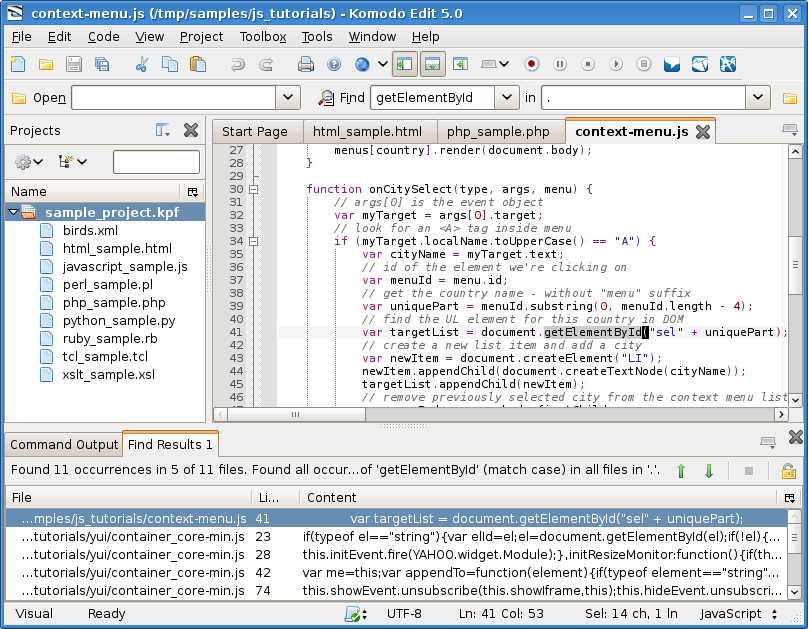 context-menu.js (/tmp/samples/js_tutorials) - Komodo Edit 5.0
File Edit Code View Project Toolbox Tools Window Help
Open Find getElementById in .
Projects
Name
sample_project.kpf
birds.xml
html_sample.html
javascript_sample.js
perl_sample.pl
php_sample.php
python_sample.py
ruby_sample.rb
tcl_sample.tcl
xslt_sample.xsl
Start Page html_sample.html php_sample.php context-menu.js
27 menus[country].render(document.body);
28 }
29
30 function onCitySelect(type, args, menu) {
31 // args[0] is the event object
32 var myTarget = args[0].target;
33 // look for an <A> tag inside menu
34 if (myTarget.localName.toUpperCase() == "A") {
35 var cityName = myTarget.text;
36 // id of the element we're clicking on
37 var menuId = menu.id;
38 // get the country name - without "menu" suffix
39 var uniquePart = menuId.substring(0, menuId.length - 4);
40 // find the UL element for this country in DOM
41 var targetList = document.getElementById("sel" + uniquePart);
42 // create a new list item and add a city
43 var newItem = document.createElement("LI");
44 newItem.appendChild(document.createTextNode(cityName));
45 targetList.appendChild(newItem);
46 // remove previously selected city from the context menu list
Command Output Find Results 1
Found 11 occurrences in 5 of 11 files. Found all occur...of 'getElementById' (match case) in all files in '.'.
File Li... Content
...mples/js_tutorials/context-menu.js 41 var targetList = document.getElementById("sel" + uniquePart);
...tutorials/yui/container_core-min.js 23 if(typeof el=="string"){var elId=el;el=document.getElementById(el);if(!el){...
...tutorials/yui/container_core-min.js 28 this.initEvent.fire(YAHOO.widget.Module);},initResizeMonitor:function(){if(th...
...tutorials/yui/container_core-min.js 42 var me=this;var appendTo=function(element){if(typeof element=="string"...
...tutorials/yui/container_core-min.js 74 this.showEvent.unsubscribe(this.showIframe,this);this.hideEvent.unsubscri...
Visual Ready UTF-8 Ln: 41 Col: 53 Sel: 14 ch, 1 ln JavaScript